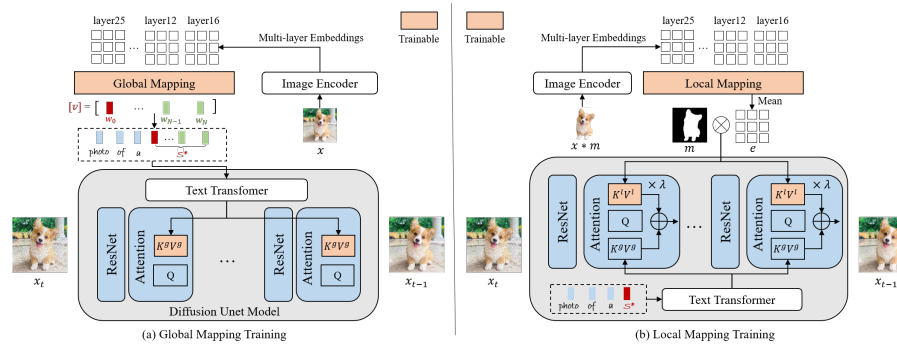 layer25 layer12 layer16
Multi-layer Embeddings
Trainable
Global Mapping
Image Encoder
[v] = [ w0 ... wN−1 wN ]
x
photo of a S*
Text Transfomer
ResNet
Attention
K^g V^g
Q
...
ResNet
Attention
K^g V^g
Q
x_t
x_{t−1}
Diffusion Unet Model
(a) Global Mapping Training
Trainable
layer25 layer12 layer16
Multi-layer Embeddings
Image Encoder
Local Mapping
Mean
x * m
m
e
ResNet
Attention
K^l V^l
× λ
Q
K^g V^g
...
ResNet
Attention
K^l V^l
× λ
Q
K^g V^g
x_t
x_{t−1}
photo of a S*
Text Transformer
(b) Local Mapping Training